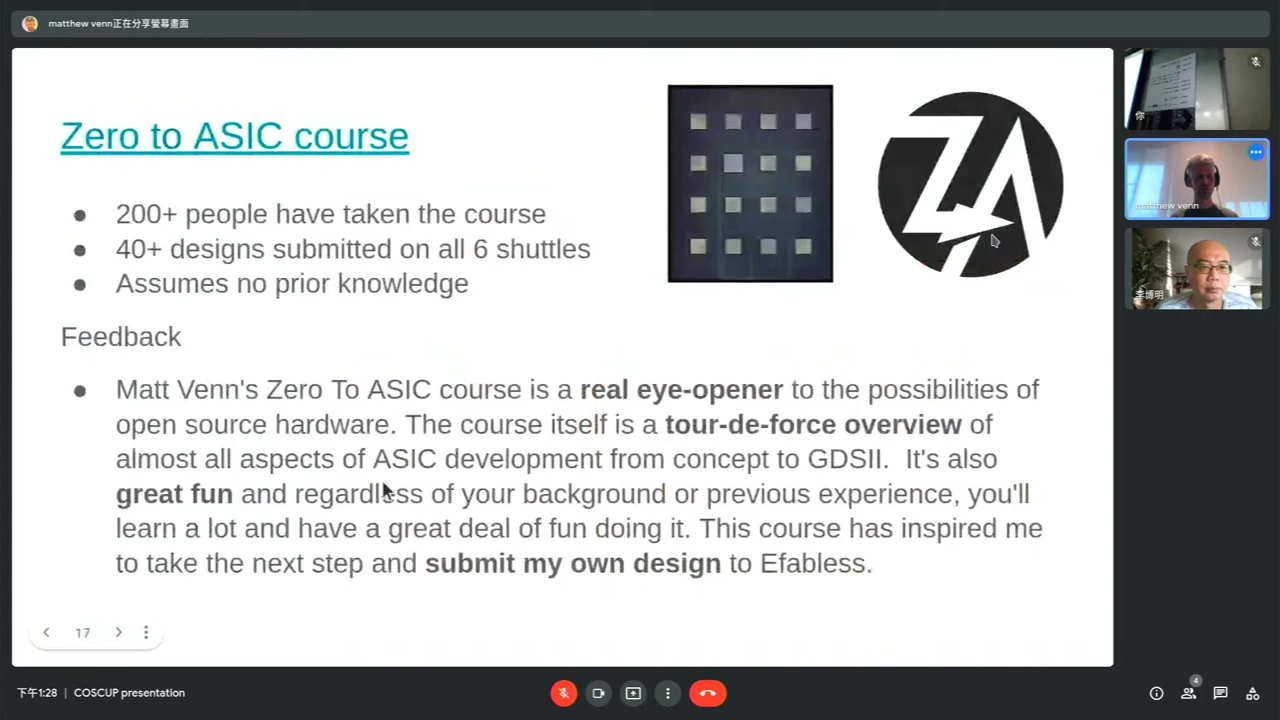 matthew venn正在分享螢幕畫面
Zero to ASIC course
200+ people have taken the course
40+ designs submitted on all 6 shuttles
Assumes no prior knowledge
Feedback
Matt Venn's Zero To ASIC course is a real eye-opener to the possibilities of
open source hardware. The course itself is a tour-de-force overview of
almost all aspects of ASIC development from concept to GDSII. It's also
great fun and regardless of your background or previous experience, you'll
learn a lot and have a great deal of fun doing it. This course has inspired me
to take the next step and submit my own design to Efabless.
17
ZA
你
matthew venn
李博明
下午1:28 | COSCUP presentation
4